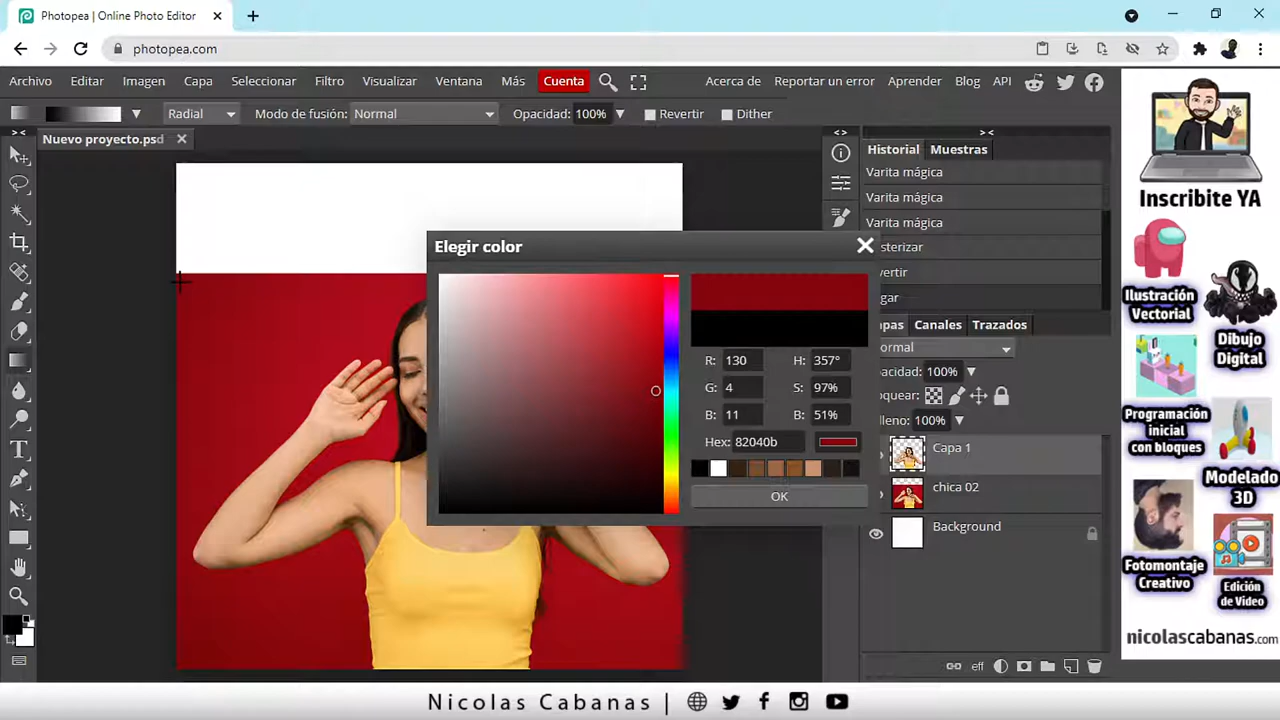 Photopea | Online Photo Editor
photopea.com
Archivo Editar Imagen Capa Seleccionar Filtro Visualizar Ventana Más Cuenta Acerca de Reportar un error Aprender Blog API
Radial Modo de fusión: Normal Opacidad: 100% Revertir Dither
Nuevo proyecto.psd
Historial Muestras
Varita mágica
Varita mágica
Varita mágica
sterizar
vertir
gar
Elegir color
R: 130 H: 357°
G: 4 S: 97%
B: 11 B: 51%
Hex: 82040b
OK
pas Canales Trazados
ormal
pacidad: 100%
oquear:
lleno: 100%
Capa 1
chica 02
Background
eff
Inscribite YA
Ilustración
Vectorial
Dibujo
Digital
Programación
inicial
con bloques
Modelado
3D
Fotomontaje
Creativo
Edición
de Video
nicolascabanas.com
Nicolas Cabanas |